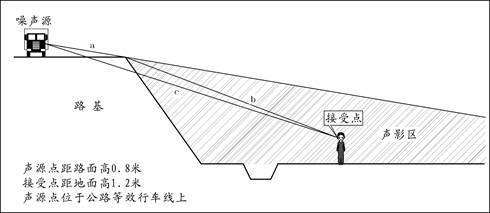 噪声源
a
c
b
路基
接受点
声影区
声源点距路面高0.8米
接受点距地面高1.2米
声源点位于公路等效行车线上